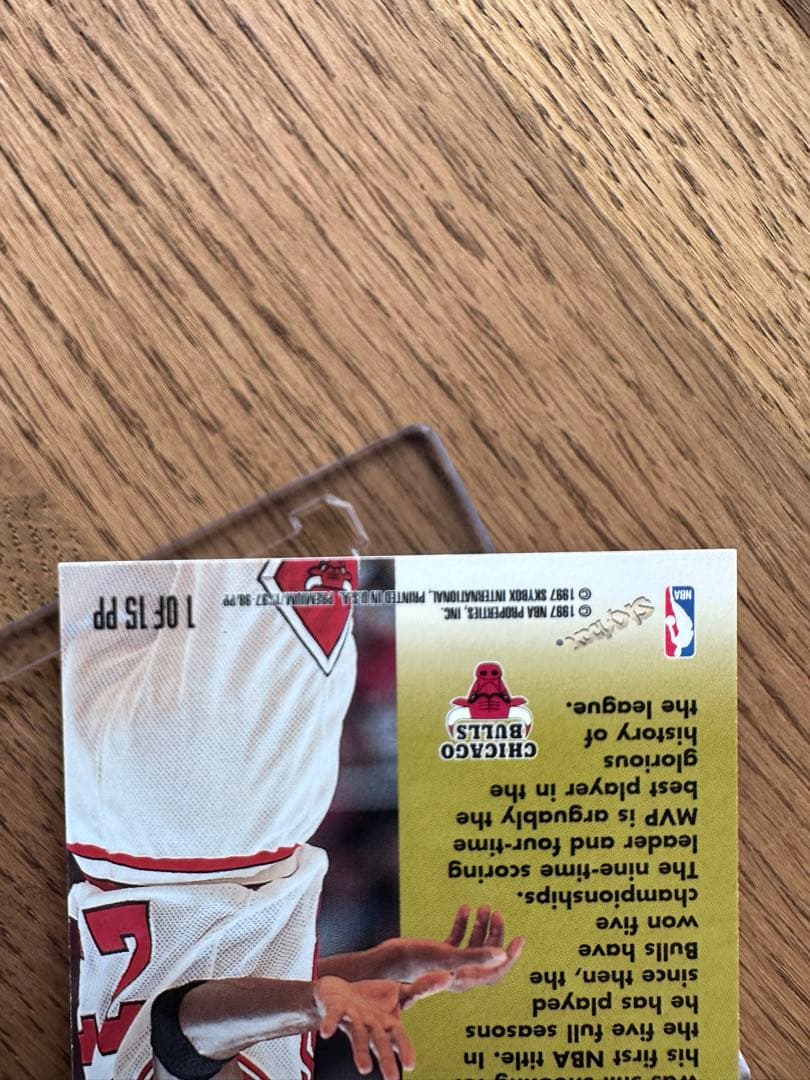 was still
his first NBA title. In
the five full seasons
he has played
since then, the
Bulls have
won five
championships.
The nine-time scoring
leader and four-time
MVP is arguably the
best player in the
glorious
history of
the league.
CHICAGO
BULLS
NBA
SkyBox
© 1997 NBA PROPERTIES, INC.
© 1997 SKYBOX INTERNATIONAL, PRINTED IN U.S.A. PREMIUM
1 OF 15 PP